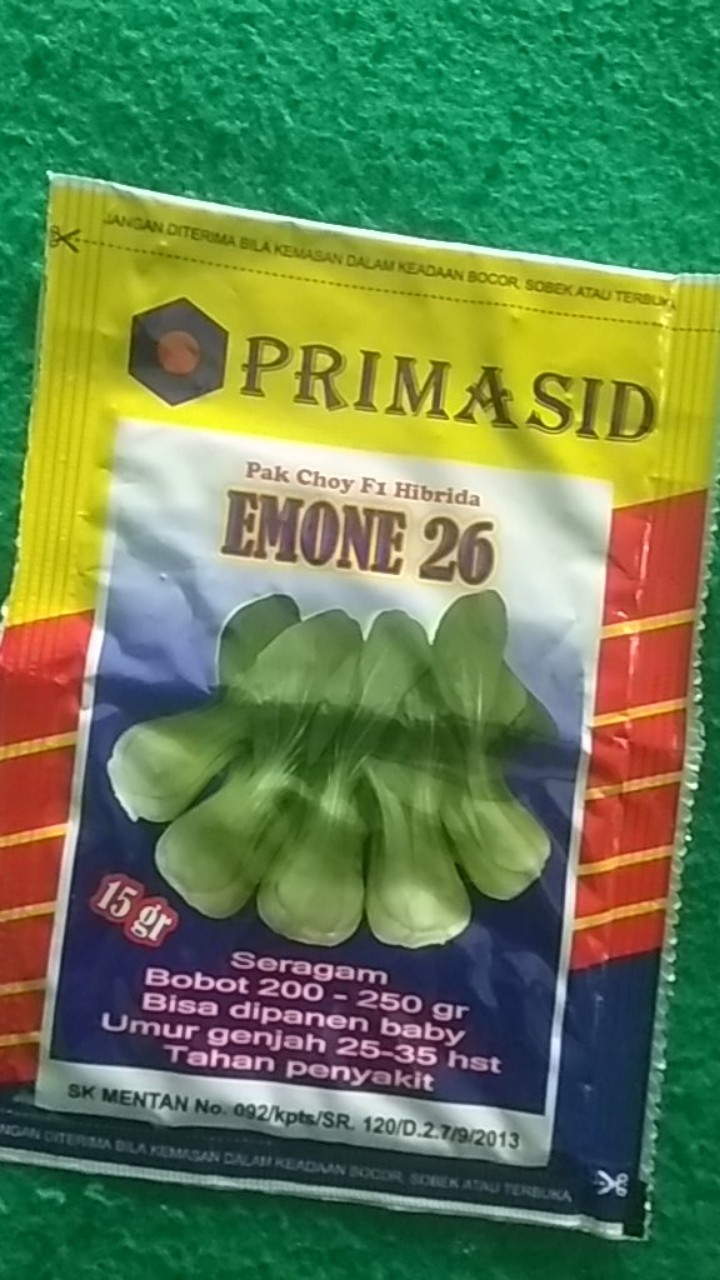 JANGAN DITERIMA BILA KEMASAN DALAM KEADAAN BOCOR, SOBEK ATAU TERBUKA
PRIMASID
Pak Choy F1 Hibrida
EMONE 26
15 gr
Seragam
Bobot 200 - 250 gr
Bisa dipanen baby
Umur genjah 25-35 hst
Tahan penyakit
SK MENTAN No. 092/kpts/SR. 120/D.2.7/9/2013
NGAN DITERIMA BILA KEMASAN DALAM KEADAAN BOCOR, SOBEK ATAU TERBUKA